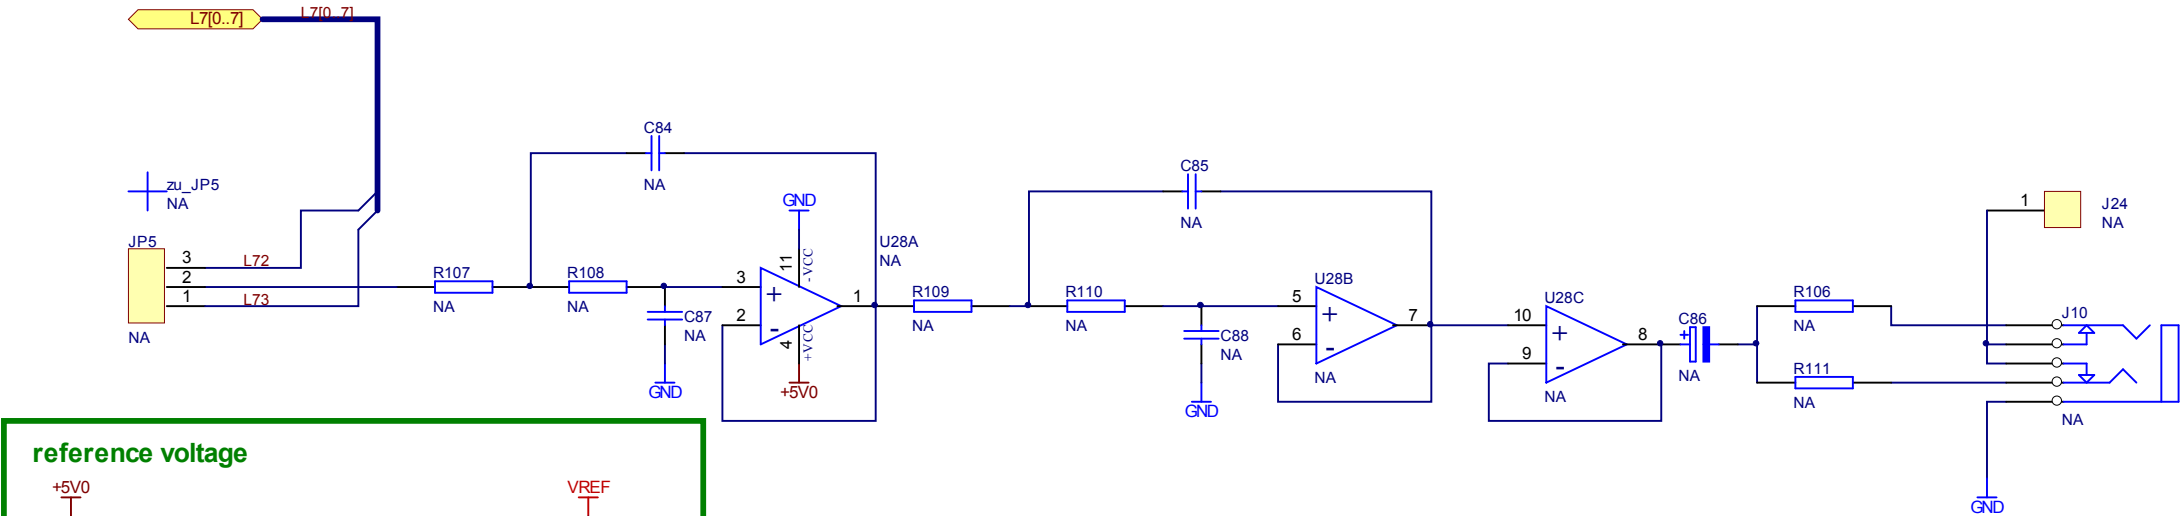 L7[0..7]
L7[0..7]
zu_JP5
NA
JP5
3
L72
2
1
L73
NA
R107
NA
C84
NA
R108
NA
C87
NA
GND
GND
11
-VCC
U28A
NA
3
+
1
2
-
4
+VCC
+5V0
R109
NA
C85
NA
R110
NA
C88
NA
GND
U28B
5
+
7
6
-
NA
U28C
10
+
8
9
-
NA
C86
+
NA
R106
NA
R111
NA
1
J24
NA
J10
NA
GND
reference voltage
+5V0
VREF